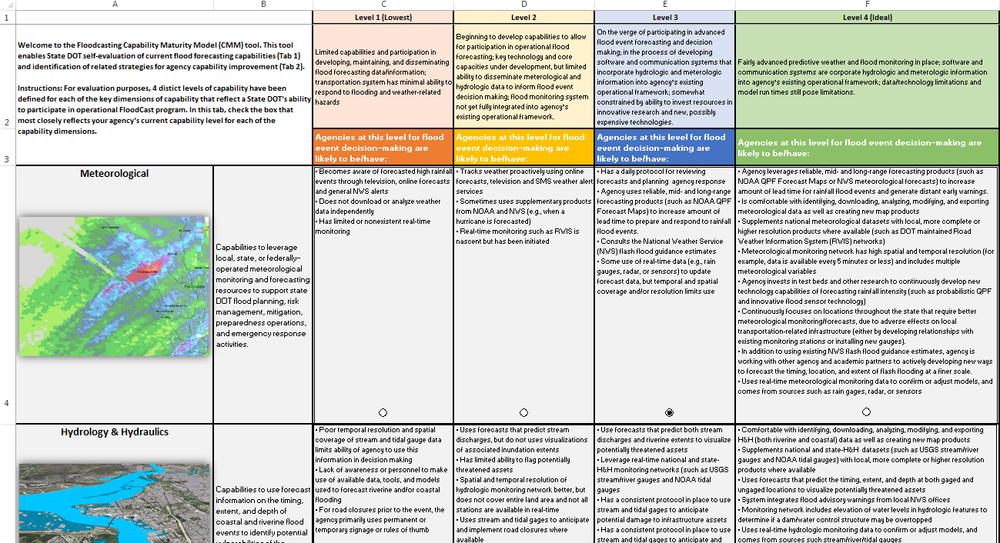 A B C D E F
1
Level 1 (Lowest)
Level 2
Level 3
Level 4 (Ideal)
2
Welcome to the Floodcasting Capability Maturity Model (CMM) tool. This tool
enables State DOT self-evaluation of current flood forecasting capabilities (Tab 1)
and identification of related strategies for agency capability improvement (Tab 2).
Instructions: For evaluation purposes, 4 distict levels of capability have been
defined for each of the key dimensions of capability that reflect a State DOT's ability
to participate in operational FloodCast program. In this tab, check the box that
most closely reflects your agency's current capability level for each of the
capability dimensions.
Limited capabilities and participation in
developing, maintaining, and disseminating
flood forecasting data/information;
transportation system has minimal ability to
respond to flooding and weather-related
hazards
Beginning to develop capabilities to allow
for participation in operational flood
forecasting; key technology and core
capacities under development, but limited
ability to disseminate meterological and
hydrologic data to inform flood event
decision making; flood monitoring system
not yet fully integrated into agency's
existing operational framework.
On the verge of participating in advanced
flood event forecasting and decision
making; in the process of developing
software and communication systems that
incorporate hydrologic and meterologic
information into agency's existing
operational framework; somewhat
constrained by ability to invest resources in
innovative research and new, possibly
expensive technologies.
Fairly advanced predictive weather and flood monitoring in place; software and
communication systems are corporate hydrologic and meterologic information
into agency's existing operational framework; data/technology limitations and
model run times still pose limitations.
3
Agencies at this level for flood
event decision-making are
likely to be/have:
Agencies at this level for flood
event decision-making are
likely to be/have:
Agencies at this level for flood
event decision-making are
likely to be/have:
Agencies at this level for flood event decision-making are
likely to be/have:
4
Meteorological
Capabilities to leverage
local, state, or federally-
operated meteorological
monitoring and forecasting
resources to support state
DOT flood planning, risk
management, mitigation,
preparedness operations,
and emergency response
activities.
• Becomes aware of forecasted high rainfall
events through television, online forecasts
and general NWS alerts
• Does not download or analyze weather
data independently
• Has limited or nonexistent real-time
monitoring
• Tracks weather proactively using online
forecasts, television and SMS weather alert
services
• Sometimes uses supplementary products
from NOAA and NWS (e.g., when a
hurricane is forecasted)
• Real-time monitoring such as RWIS is
nascent but has been initiated
• Has a daily protocol for reviewing
forecasts and planning agency response
• Agency uses reliable, mid- and long-range
forecasting products (such as NOAA QPF
Forecast Maps) to increase amount of
lead time to prepare and respond to rainfall
flood events.
• Consults the National Weather Service
(NWS) flash flood guidance estimates
• Some use of real-time data (e.g., rain
gauges, radar, or sensors) to update
forecast data, but temporal and spatial
coverage and/or resolution limits use
• Agency leverages reliable, mid- and long-range forecasting products (such as
NOAA QPF Forecast Maps or NWS meteorological forecasts) to increase
amount of lead time for rainfall flood events and generate distant early warnings.
• Is comfortable with identifying, downloading, analyzing, modifying, and exporting
meteorological data as well as creating new map products
• Supplements national meteorological datasets with local, more complete or
higher resolution products where available (such as DOT maintained Road
Weather Information System (RWIS) networks)
• Meteorological monitoring network has high spatial and temporal resolution (for
example, data is available every 5 minutes or less) and includes multiple
meteorological variables
• Agency invests in test beds and other research to continuously develop new
technology capabilities of forecasting rainfall intensity (such as probabilistic QPF
and innovative flood sensor technology)
• Continuously focuses on locations throughout the state that require better
meteorological monitoring/forecasts, due to adverse effects on local
transportation-related infrastructure (either by developing relationships with
existing monitoring stations or installing new gauges).
• In addition to using existing NWS flash flood guidance estimates, agency is
working with other agency and academic partners to actively developing new ways
to forecast the timing, location, and extent of flash flooding at a finer scale.
• Uses real-time meteorological monitoring data to confirm or adjust models, and
comes from sources such as rain gages, radar, or sensors
Hydrology & Hydraulics
Capabilities to use forecast
information on the timing,
extent, and depth of
coastal and riverine flood
events to identify potential
vulnerabilities of the
• Poor temporal resolution and spatial
coverage of stream and tidal gauge data
limits ability of agency to use this
information in decision making
• Lack of awareness or personnel to make
use of available data, tools, and models
used to forecast riverine and/or coastal
flooding
• For road closures prior to the event, the
agency primarily uses permanent or
temporary signage or rules of thumb
• Uses forecasts that predict stream
discharges, but do not uses visualizations
of associated inundation extents
• Has limited ability to flag potentially
threatened assets
• Spatial and temporal resolution of
hydrologic monitoring network better, but
does not cover entire land area and not all
stations are available in real-time
• Uses stream and tidal gages to anticipate
and implement road closures where
available
• Use forecasts that predict both stream
discharges and riverine extents to visualize
potentially threatened assets
• Leverage real-time national and state-
H&H monitoring networks (such as USGS
stream/river gauges and NOAA tidal
gauges)
• Has a consistent protocol in place to use
stream and tidal gages to anticipate
potential damage to infrastructure assets
• Has a consistent protocol in place to use
stream and tidal gages to anticipate and
• Comfortable with identifying, downloading, analyzing, modifying, and exporting
H&H (both riverine and coastal) data as well as creating new map products
• Supplements national and state-H&H datasets (such as USGS stream/river
gauges and NOAA tidal gauges) with local, more complete or higher resolution
products where available
• Uses forecasts that predict the timing, extent, and depth at both gaged and
ungaged locations to visualize potentially threatened assets
• System integrates flood advisory warnings from local NWS offices
• Monitoring network includes elevation of water levels in hydrologic features to
determine if a dam/water control structure may be overtopped
• Uses real-time hydrologic monitoring data to confirm or adjust models, and
comes from sources such stream/river/tidal gauges